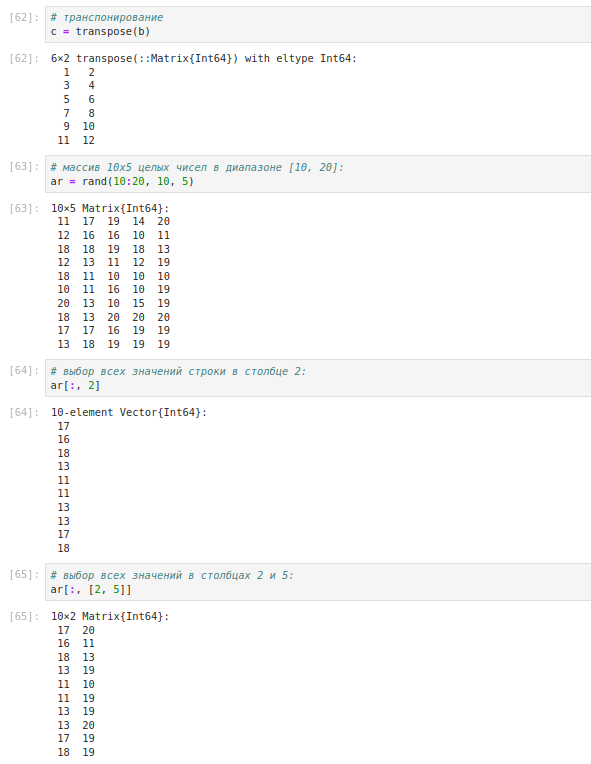 [62]: # транспонирование
c = transpose(b)
[62]: 6×2 transpose(::Matrix{Int64}) with eltype Int64:
1 2
3 4
5 6
7 8
9 10
11 12
[63]: # массив 10x5 целых чисел в диапазоне [10, 20]:
ar = rand(10:20, 10, 5)
[63]: 10×5 Matrix{Int64}:
11 17 19 14 20
12 16 16 10 11
18 18 19 18 13
12 13 11 12 19
18 11 10 10 10
10 11 16 10 19
20 13 10 15 19
18 13 20 20 20
17 17 16 19 19
13 18 19 19 19
[64]: # выбор всех значений строки в столбце 2:
ar[:, 2]
[64]: 10-element Vector{Int64}:
17
16
18
13
11
11
13
13
17
18
[65]: # выбор всех значений в столбцах 2 и 5:
ar[:, [2, 5]]
[65]: 10×2 Matrix{Int64}:
17 20
16 11
18 13
13 19
11 10
11 19
13 19
13 20
17 19
18 19